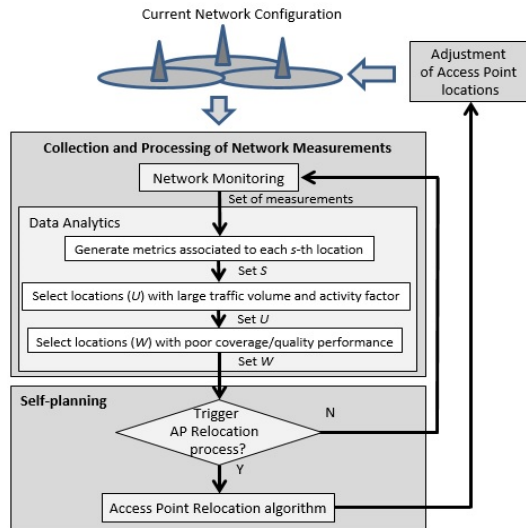 Current Network Configuration
Adjustment
of Access Point
locations
Collection and Processing of Network Measurements
Network Monitoring
Set of measurements
Data Analytics
Generate metrics associated to each s-th location
Set S
Select locations (U) with large traffic volume and activity factor
Set U
Select locations (W) with poor coverage/quality performance
Set W
Self-planning
Trigger
AP Relocation
process?
N
Y
Access Point Relocation algorithm